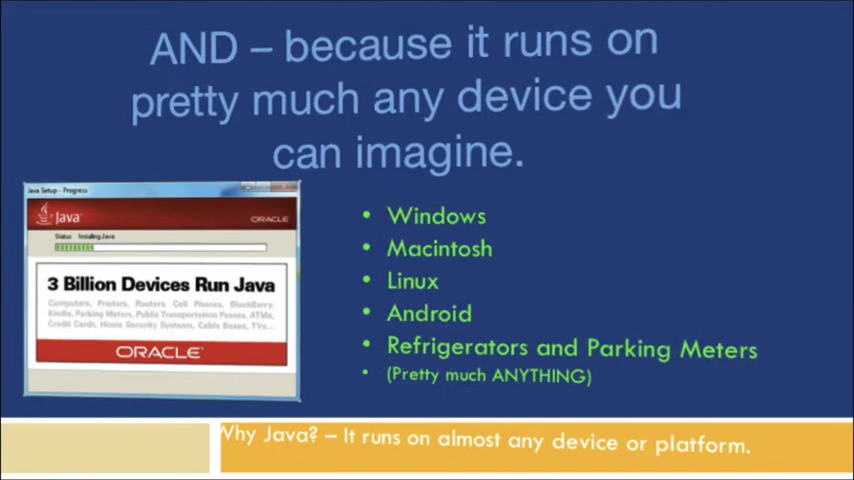 AND – because it runs on
pretty much any device you
can imagine.
Java Setup - Progress
Java
ORACLE
Status: Installing Java
3 Billion Devices Run Java
Computers, Printers, Routers, Cell Phones, BlackBerry,
Kindle, Parking Meters, Public Transportation Passes, ATMs,
Credit Cards, Home Security Systems, Cable Boxes, TVs...
ORACLE
• Windows
• Macintosh
• Linux
• Android
• Refrigerators and Parking Meters
• (Pretty much ANYTHING)
Why Java? – It runs on almost any device or platform.